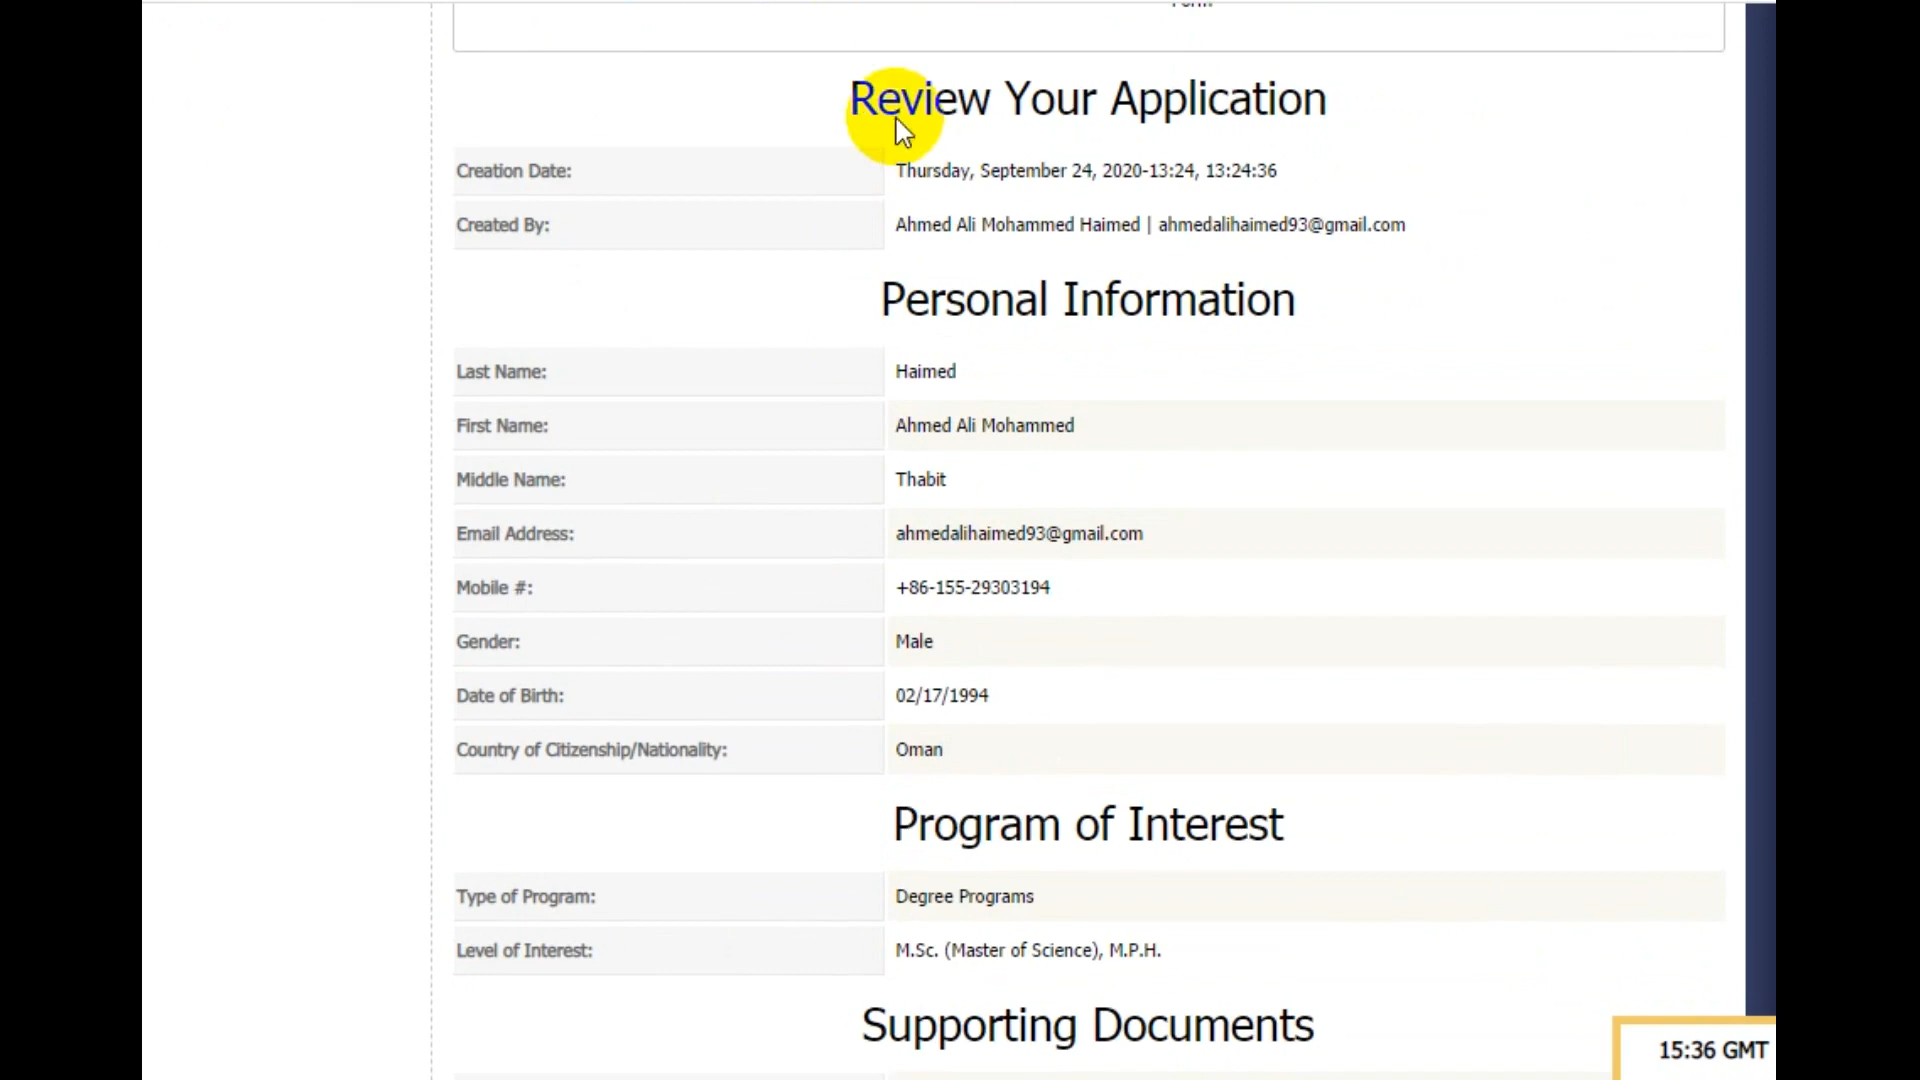 Review Your Application
Creation Date: Thursday, September 24, 2020-13:24, 13:24:36
Created By: Ahmed Ali Mohammed Haimed | ahmedalihaimed93@gmail.com
Personal Information
Last Name: Haimed
First Name: Ahmed Ali Mohammed
Middle Name: Thabit
Email Address: ahmedalihaimed93@gmail.com
Mobile #: +86-155-29303194
Gender: Male
Date of Birth: 02/17/1994
Country of Citizenship/Nationality: Oman
Program of Interest
Type of Program: Degree Programs
Level of Interest: M.Sc. (Master of Science), M.P.H.
Supporting Documents
15:36 GMT